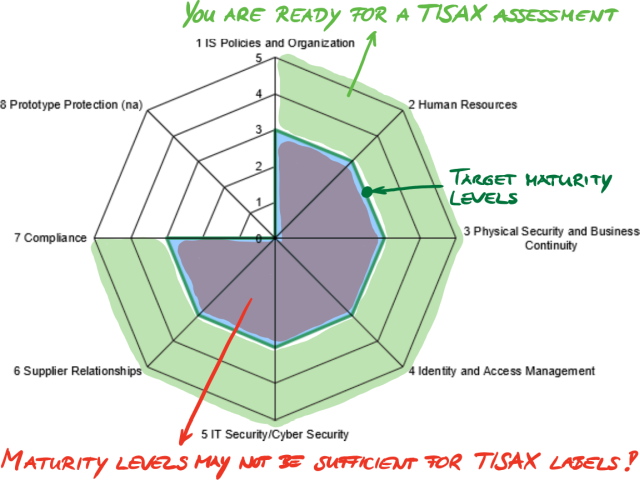 YOU ARE READY FOR A TISAX ASSESSMENT
1 IS Policies and Organization
5
8 Prototype Protection (na)
4
2 Human Resources
3
2
TARGET MATURITY
LEVELS
1
7 Compliance
0
3 Physical Security and Business
Continuity
6 Supplier Relationships
4 Identity and Access Management
5 IT Security/Cyber Security
MATURITY LEVELS MAY NOT BE SUFFICIENT FOR TISAX LABELS!